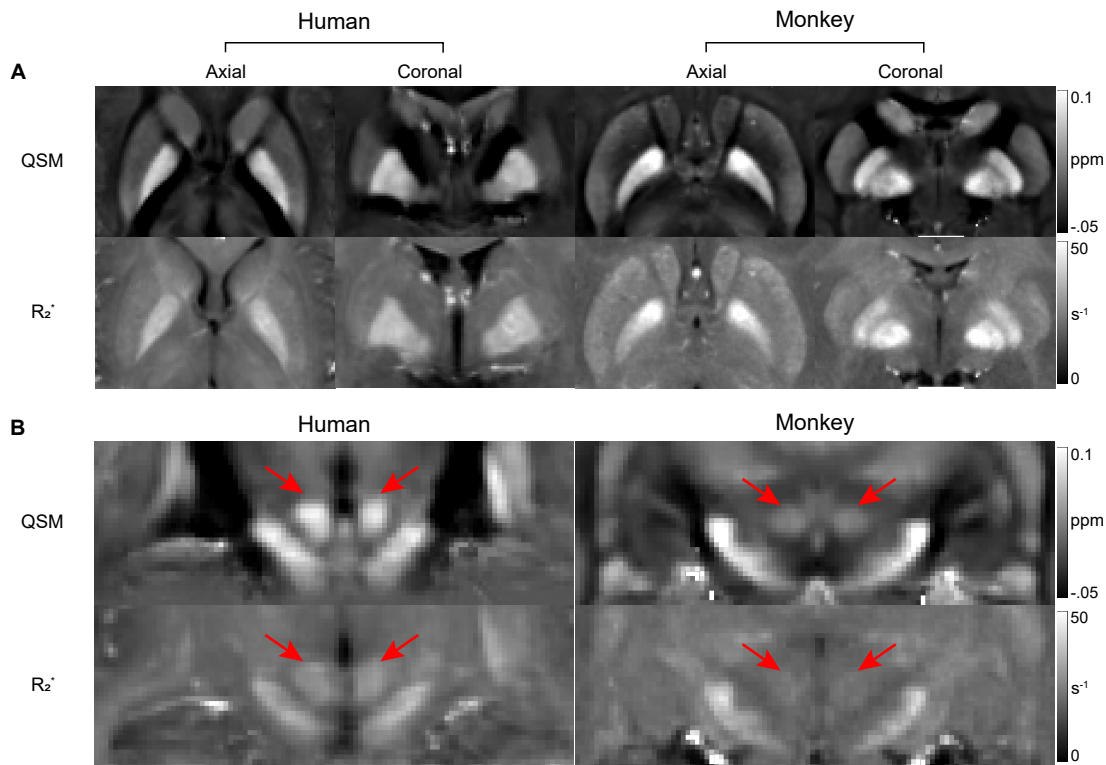 Human Monkey
A Axial Coronal Axial Coronal
QSM 0.1
ppm
-.05
R₂* 50
s⁻¹
0
B Human Monkey
QSM 0.1
ppm
-.05
R₂* 50
s⁻¹
0